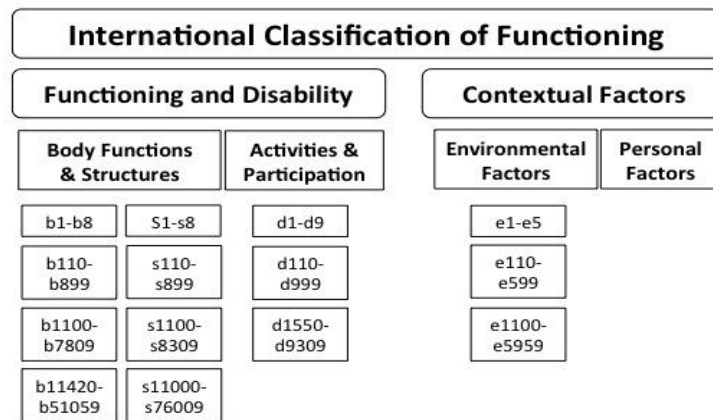 International Classification of Functioning
Functioning and Disability
Contextual Factors
Body Functions
& Structures
Activities &
Participation
Environmental
Factors
Personal
Factors
b1-b8
S1-s8
d1-d9
e1-e5
b110-
b899
s110-
s899
d110-
d999
e110-
e599
b1100-
b7809
s1100-
s8309
d1550-
d9309
e1100-
e5959
b11420-
b51059
s11000-
s76009